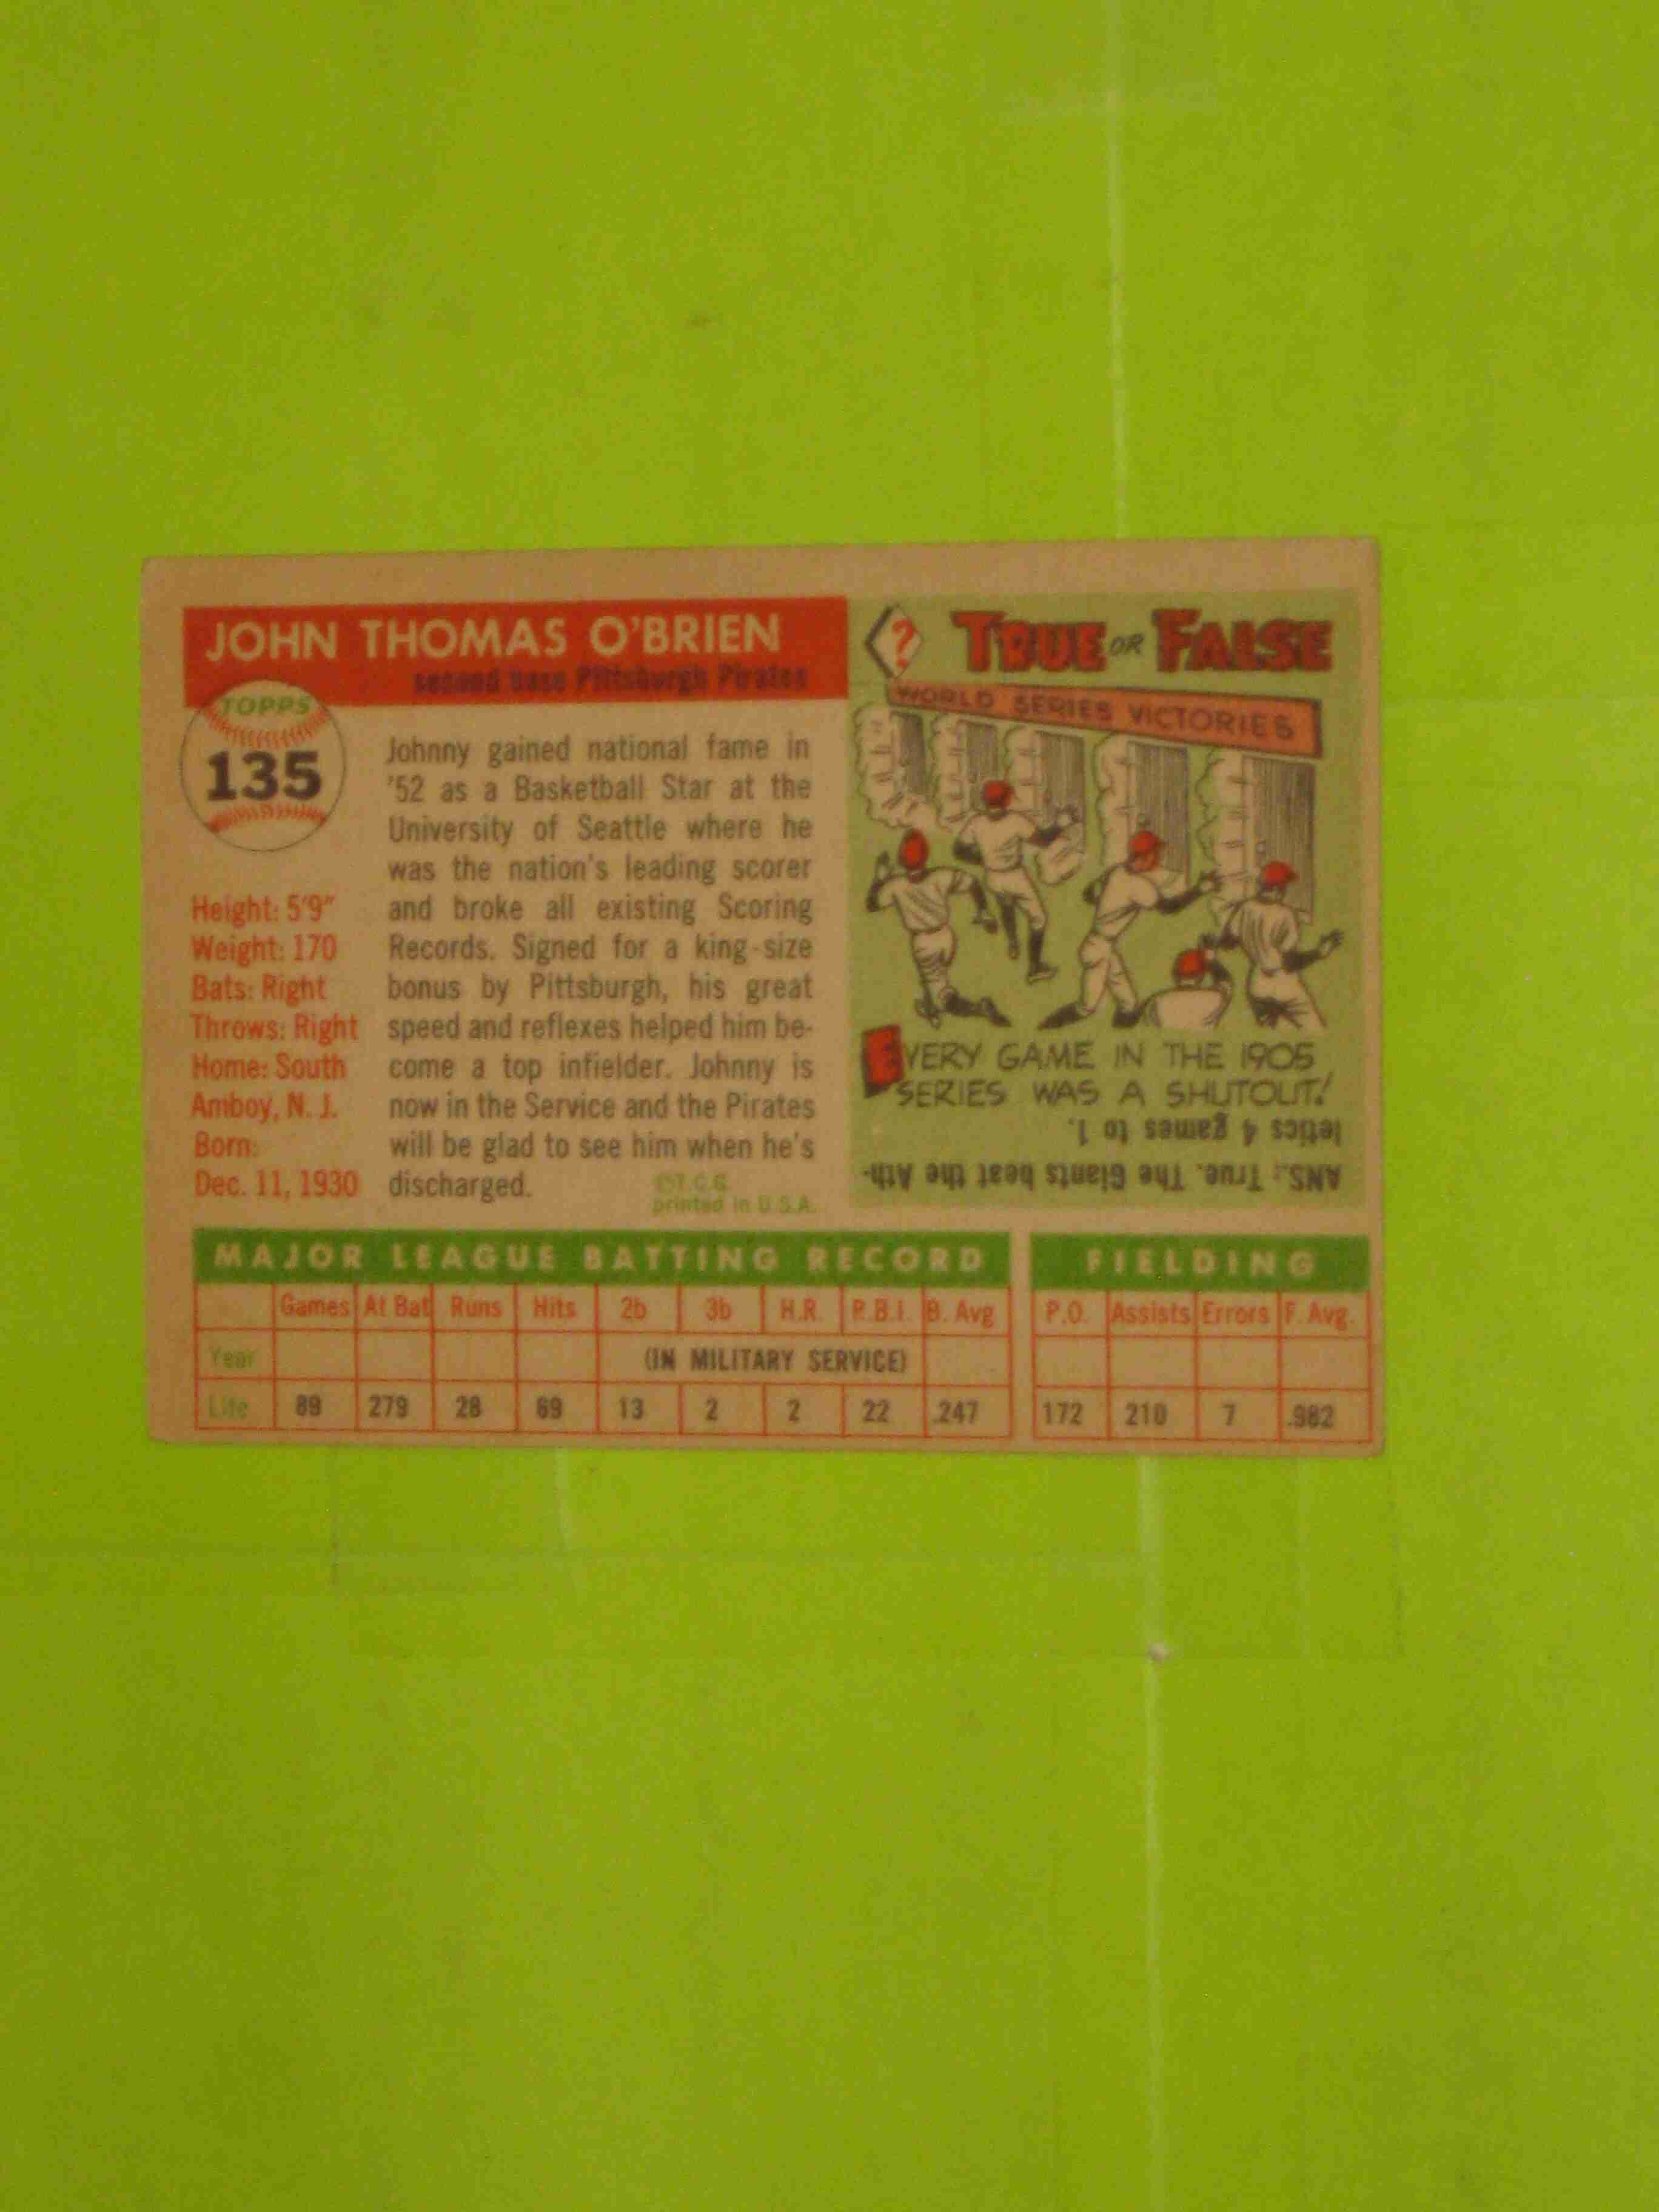 JOHN THOMAS O'BRIEN
second base Pittsburgh Pirates
TOPPS
135
Height: 5'9"
Weight: 170
Bats: Right
Throws: Right
Home: South
Amboy, N. J.
Born:
Dec. 11, 1930
Johnny gained national fame in
'52 as a Basketball Star at the
University of Seattle where he
was the nation's leading scorer
and broke all existing Scoring
Records. Signed for a king-size
bonus by Pittsburgh, his great
speed and reflexes helped him be-
come a top infielder. Johnny is
now in the Service and the Pirates
will be glad to see him when he's
discharged.
©T.C.G.
printed in U.S.A.
?
TRUE OR FALSE
WORLD SERIES VICTORIES
EVERY GAME IN THE 1905
SERIES WAS A SHUTOUT!
ANS.: True. The Giants beat the Ath-
letics 4 games to 1.
MAJOR LEAGUE BATTING RECORD
Games At Bat Runs Hits 2b 3b H.R. R.B.I. B. Avg
Year (IN MILITARY SERVICE)
Life 89 279 28 69 13 2 2 22 .247
FIELDING
P.O. Assists Errors F. Avg.
172 210 7 .982